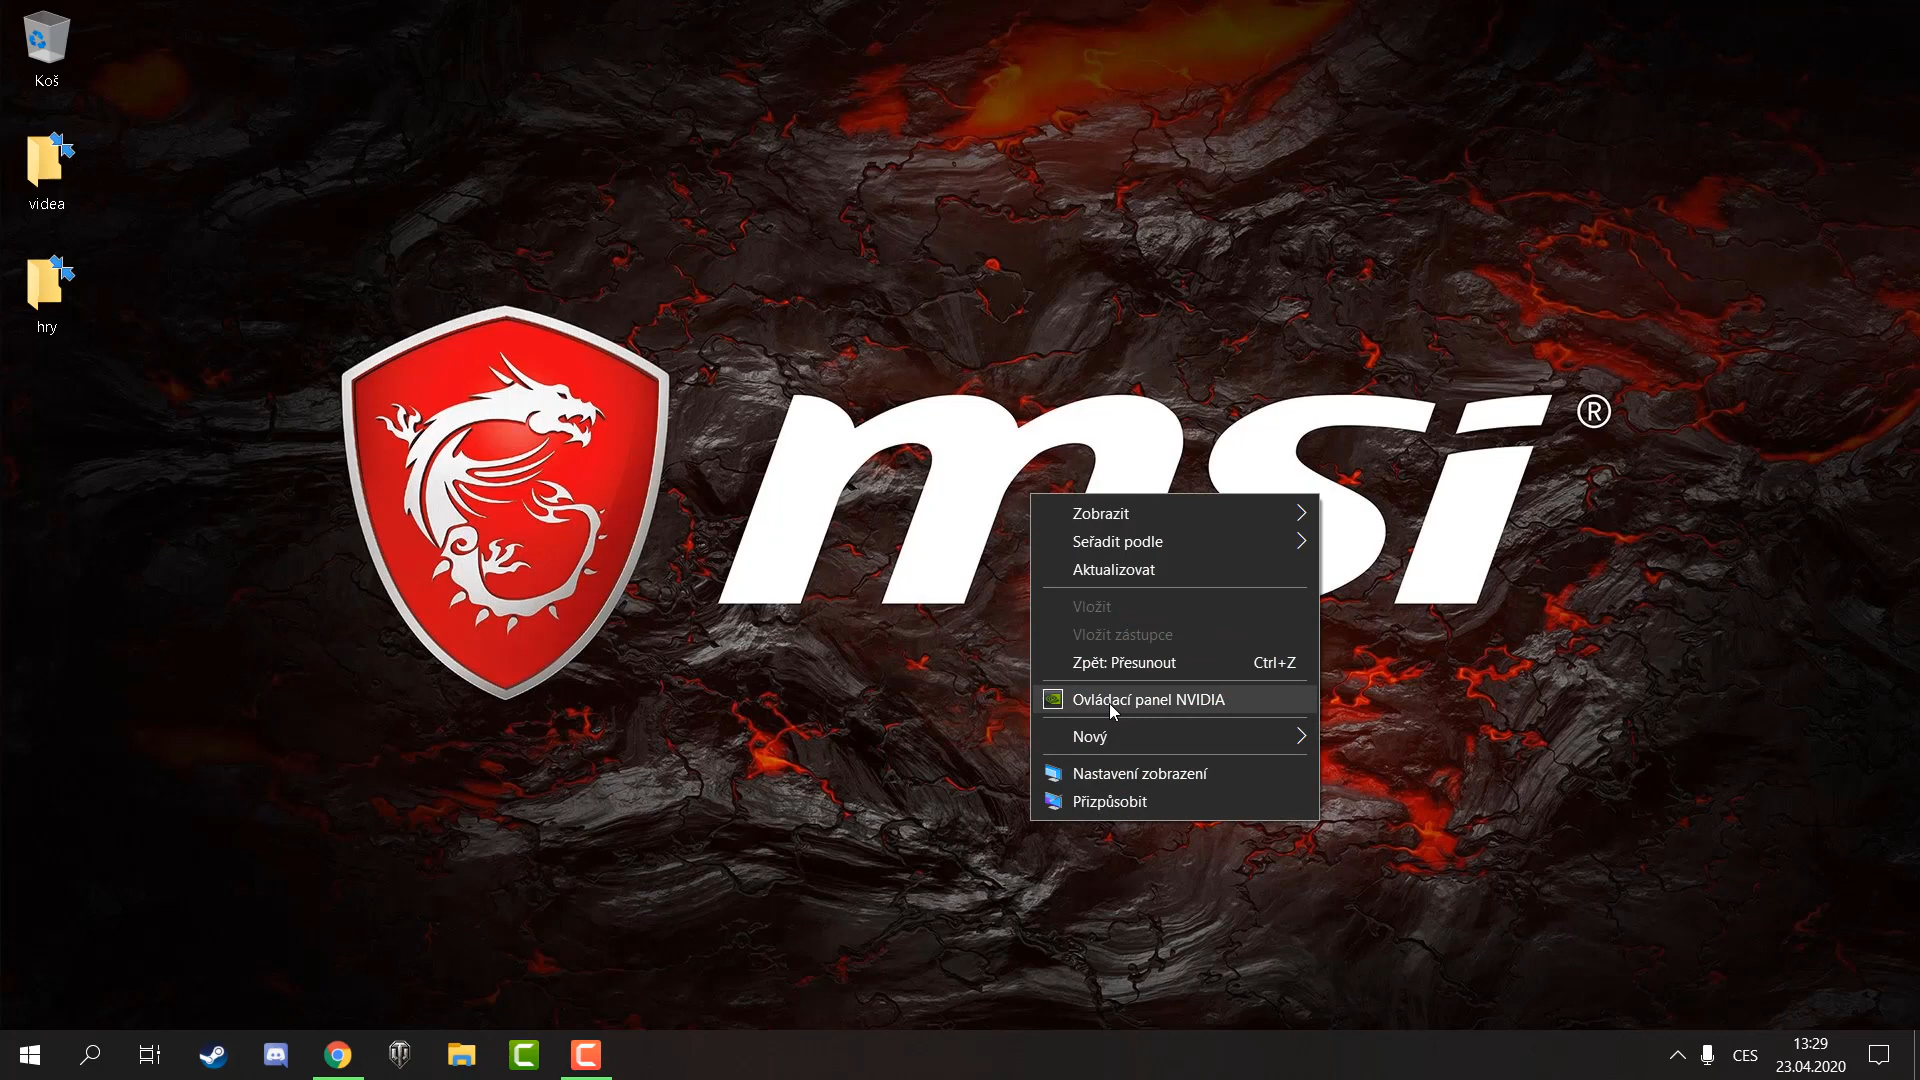 Koš
videa
hry
msi ®
Zobrazit
Seřadit podle
Aktualizovat
Vložit
Vložit zástupce
Zpět: Přesunout Ctrl+Z
Ovládací panel NVIDIA
Nový
Nastavení zobrazení
Přizpůsobit
CES
13:29
23.04.2020